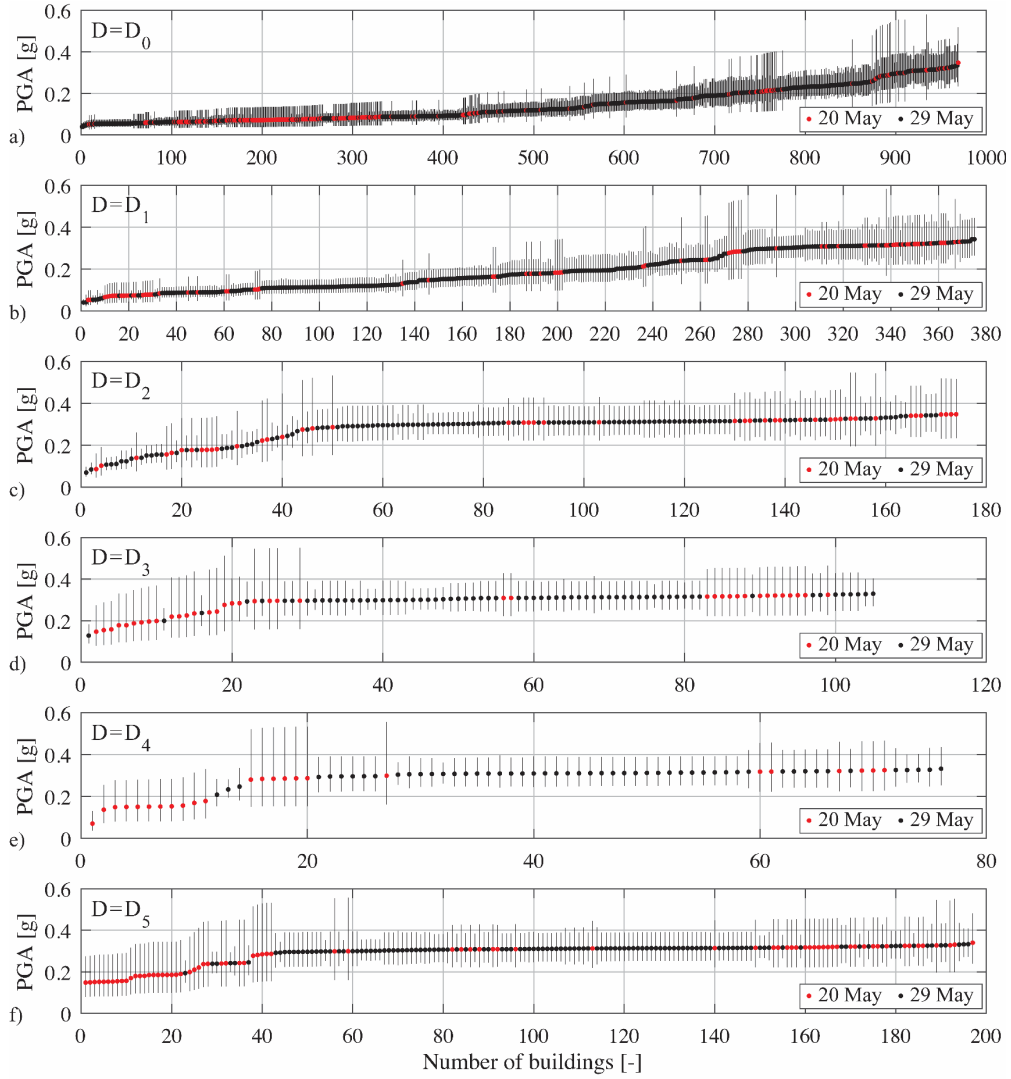 0.6
D=D0
0.4
PGA [g]
0.2
20 May 29 May
0
a)
0 100 200 300 400 500 600 700 800 900 1000
0.6
D=D1
0.4
PGA [g]
0.2
20 May 29 May
0
b)
0 20 40 60 80 100 120 140 160 180 200 220 240 260 280 300 320 340 360 380
0.6
D=D2
0.4
PGA [g]
0.2
20 May 29 May
0
c)
0 20 40 60 80 100 120 140 160 180
0.6
D=D3
0.4
PGA [g]
0.2
20 May 29 May
0
d)
0 20 40 60 80 100 120
0.6
D=D4
0.4
PGA [g]
0.2
20 May 29 May
0
e)
0 20 40 60 80
0.6
D=D5
0.4
PGA [g]
0.2
20 May 29 May
0
f)
0 20 40 60 80 100 120 140 160 180 200
Number of buildings [-]